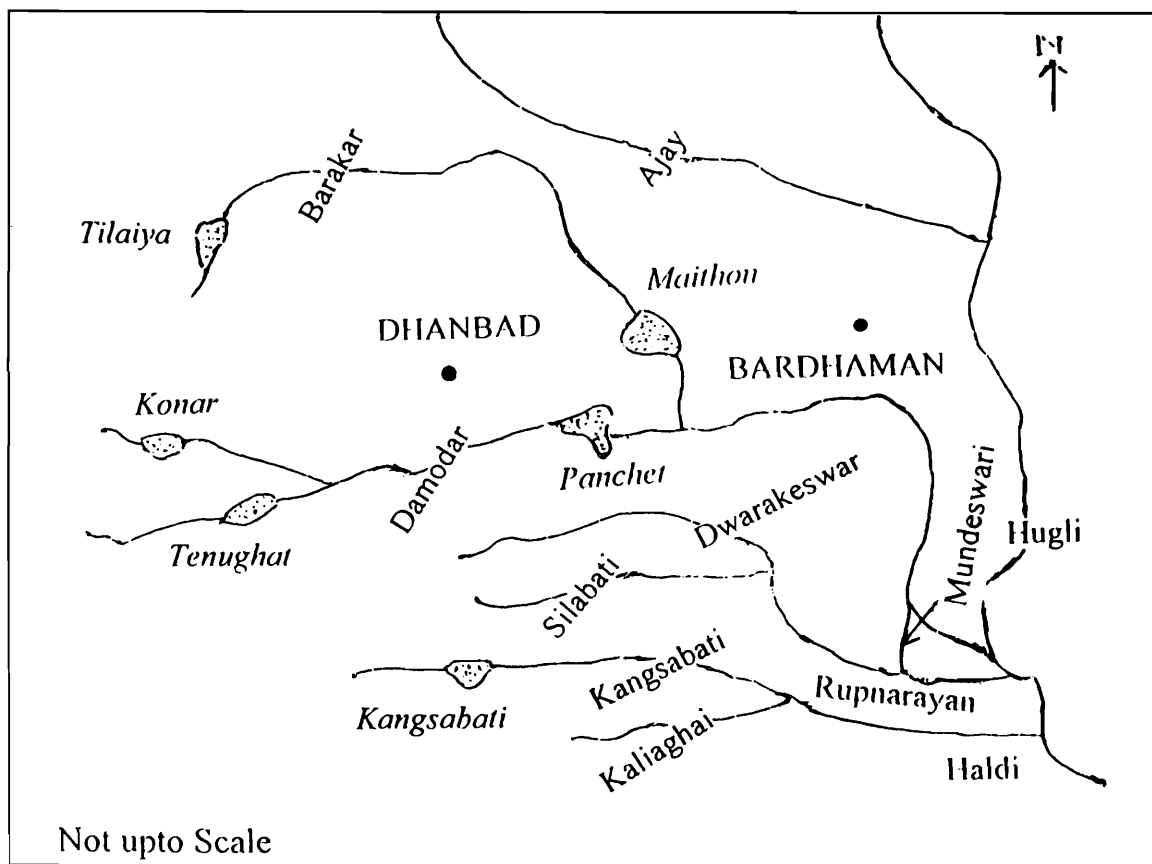 N
Ajay
Barakar
Tilaiya
Maithon
DHANBAD
BARDHAMAN
Konar
Damodar
Panchet
Tenughat
Dwarakeswar
Mundeswari
Hugli
Silabati
Kangsabati
Rupnarayan
Kangsabati
Kaliaghai
Haldi
Not upto Scale